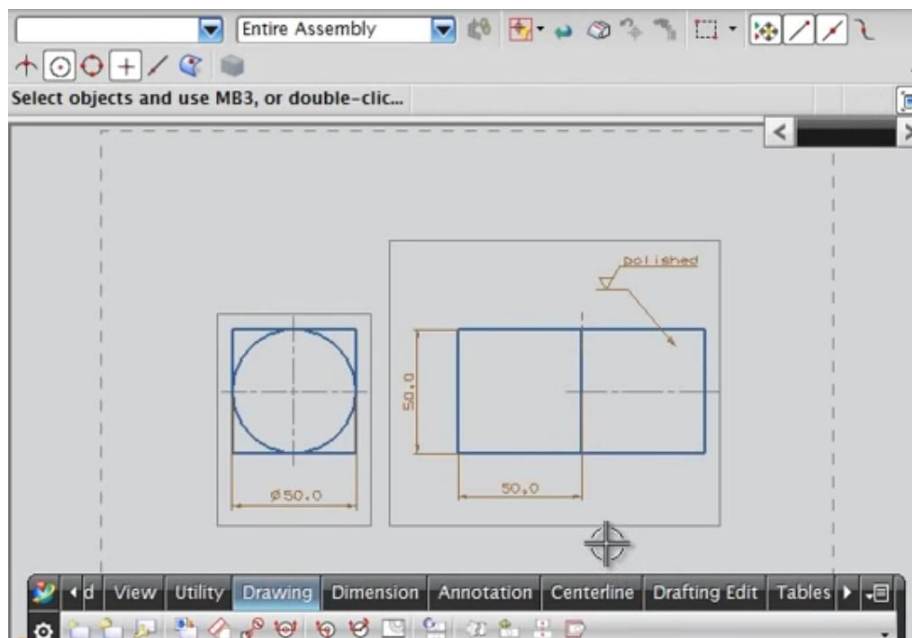 Entire Assembly
Select objects and use MB3, or double-clic...
polished
50.0
Ø50.0
50.0
d View Utility Drawing Dimension Annotation Centerline Drafting Edit Tables